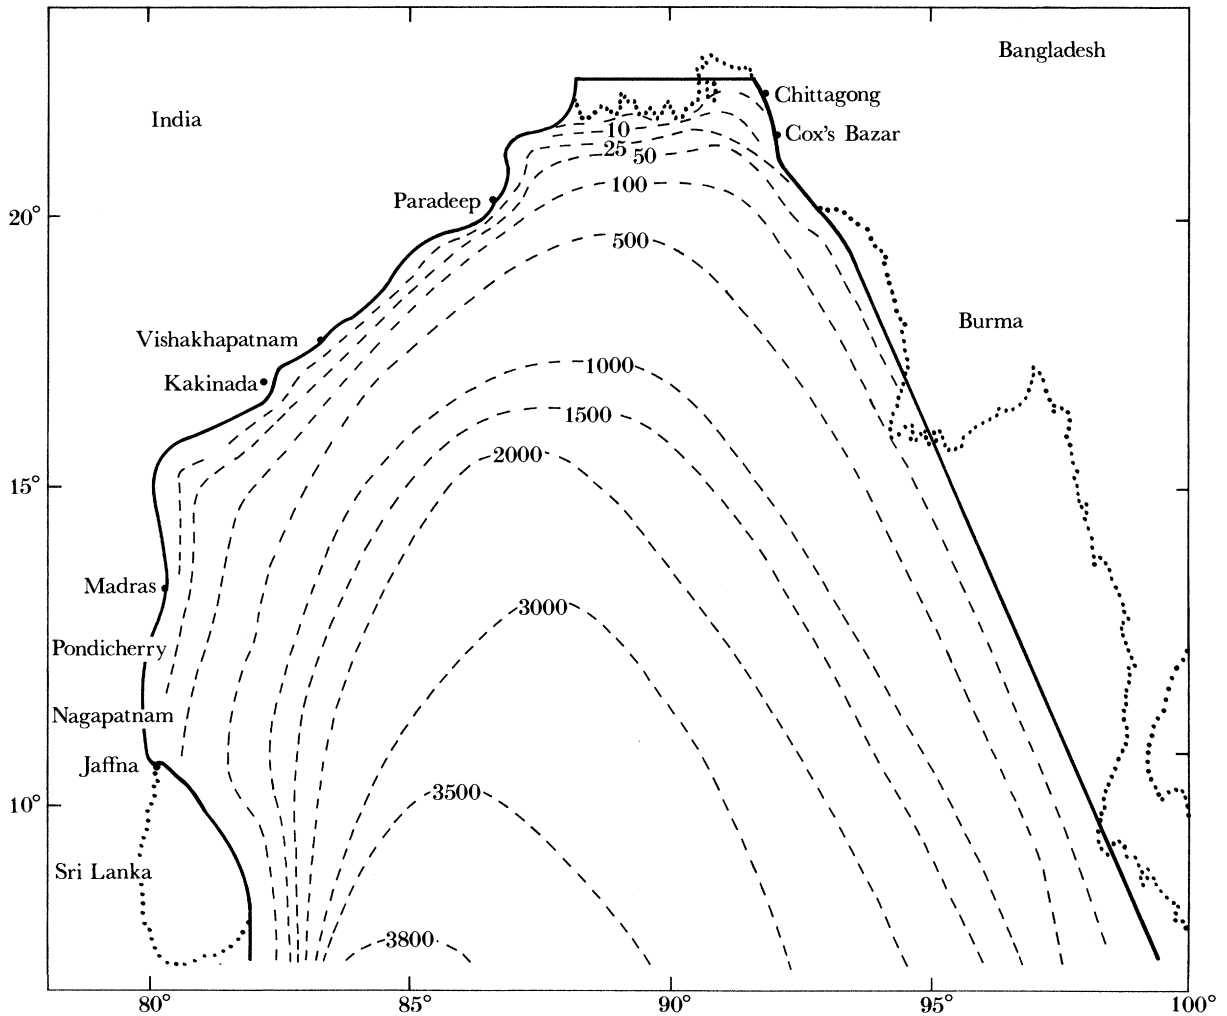 Bangladesh
Chittagong
India
10
Cox's Bazar
25
50
100
Paradeep
20°
500
Burma
Vishakhapatnam
1000
Kakinada
1500
2000
15°
Madras
3000
Pondicherry
Nagapatnam
Jaffna
3500
10°
Sri Lanka
3800
80° 85° 90° 95° 100°